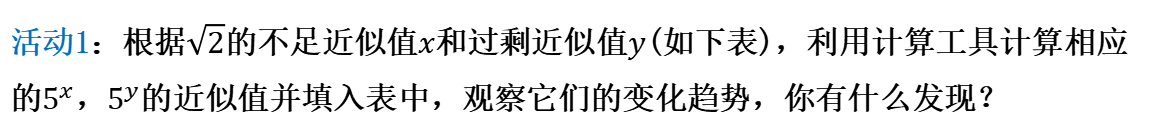 活动1：根据√2的不足近似值x和过剩近似值y(如下表)，利用计算工具计算相应
的5ˣ，5ʸ的近似值并填入表中，观察它们的变化趋势，你有什么发现？